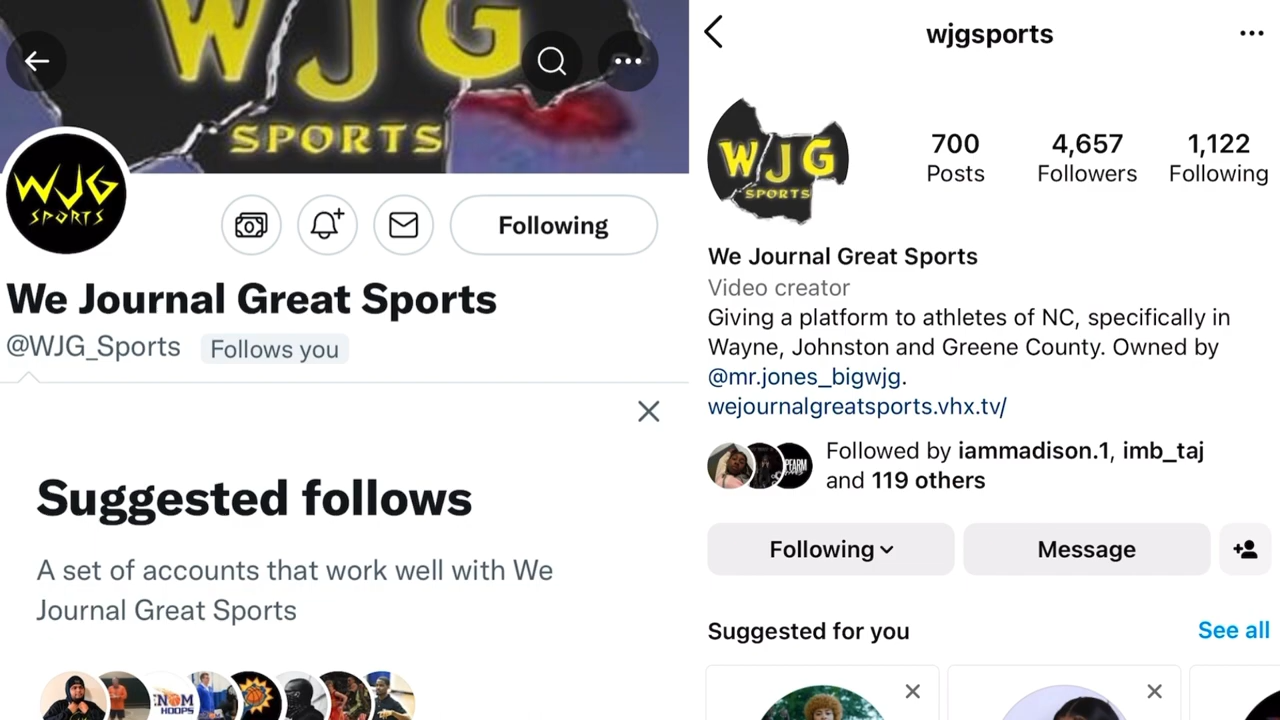 WJG
SPORTS
WJG
SPORTS
Following
We Journal Great Sports
@WJG_Sports Follows you
Suggested follows
A set of accounts that work well with We
Journal Great Sports
HOOPS
wjgsports
WJG
SPORTS
700 4,657 1,122
Posts Followers Following
We Journal Great Sports
Video creator
Giving a platform to athletes of NC, specifically in
Wayne, Johnston and Greene County. Owned by
@mr.jones_bigwjg.
wejournalgreatsports.vhx.tv/
Followed by iammadison.1, imb_taj
and 119 others
Following Message
Suggested for you See all